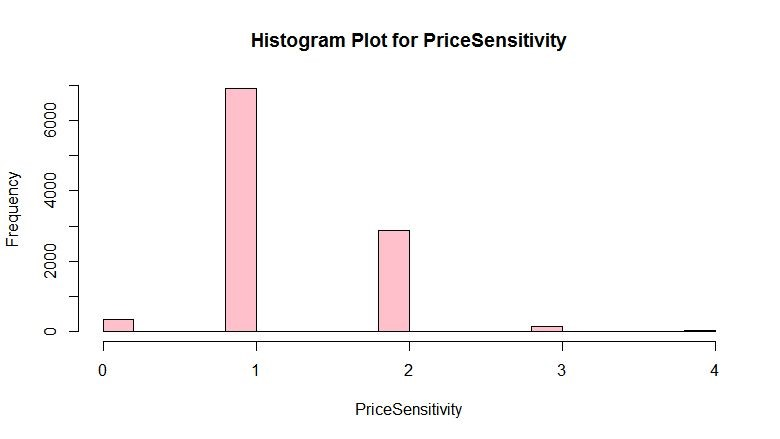 Histogram Plot for PriceSensitivity
Frequency
6000
4000
2000
0
0 1 2 3 4
PriceSensitivity